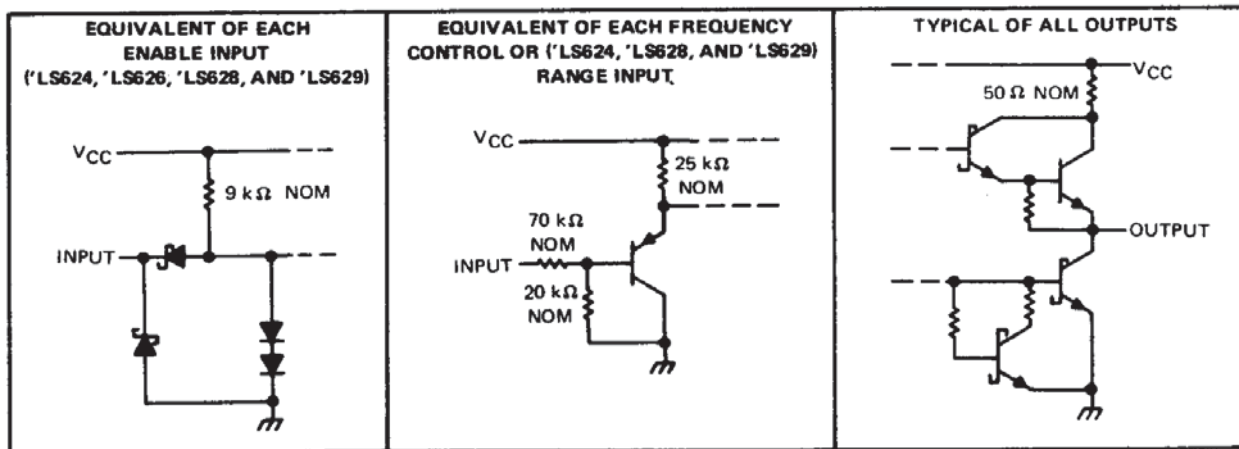 EQUIVALENT OF EACH
ENABLE INPUT
('LS624, 'LS626, 'LS628, AND 'LS629)
VCC
9 kΩ NOM
INPUT
EQUIVALENT OF EACH FREQUENCY
CONTROL OR ('LS624, 'LS628, AND 'LS629)
RANGE INPUT
VCC
25 kΩ
NOM
70 kΩ
NOM
INPUT
20 kΩ
NOM
TYPICAL OF ALL OUTPUTS
VCC
50 Ω NOM
OUTPUT